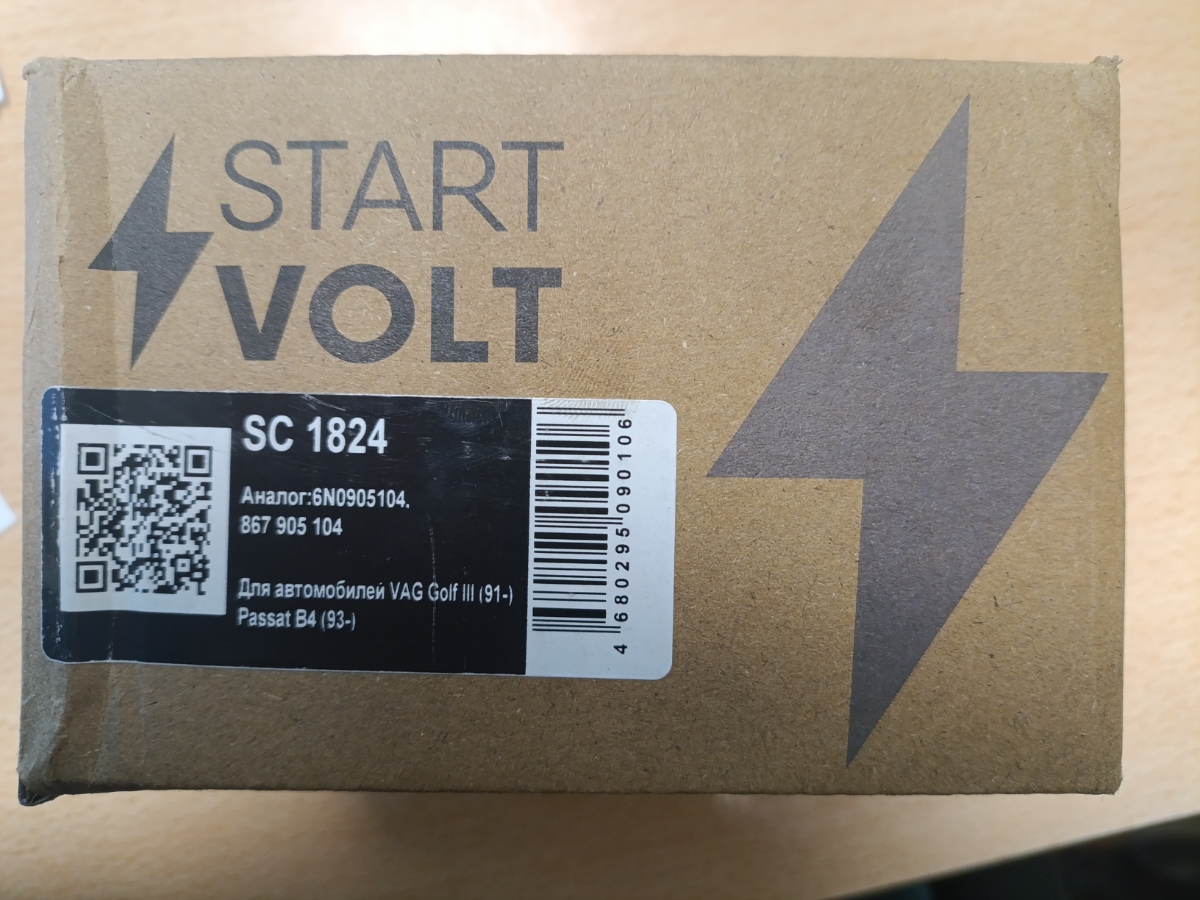 START
VOLT
SC 1824
Аналог:6N0905104.
867 905 104
Для автомобилей VAG Golf III (91-)
Passat B4 (93-)
4 680295 090106